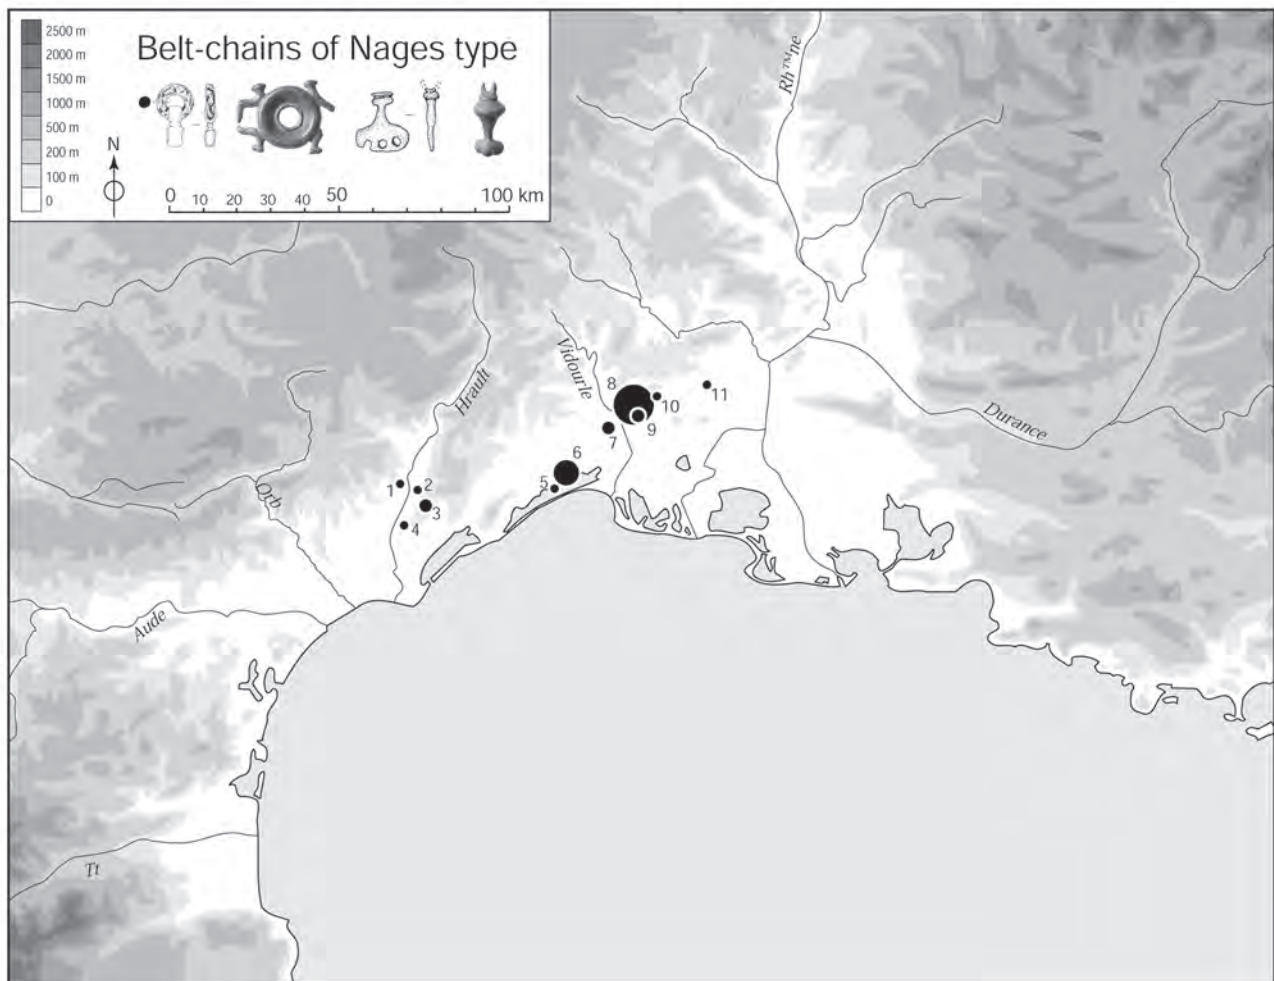 2500 m
2000 m
1500 m
1000 m
500 m
200 m
100 m
0
Belt-chains of Nages type
N
0 10 20 30 40 50 100 km
Rh™ne
Hrault
Vidourle
Durance
Orb
Aude
Tt
1
2
3
4
5
6
7
8
9
10
11